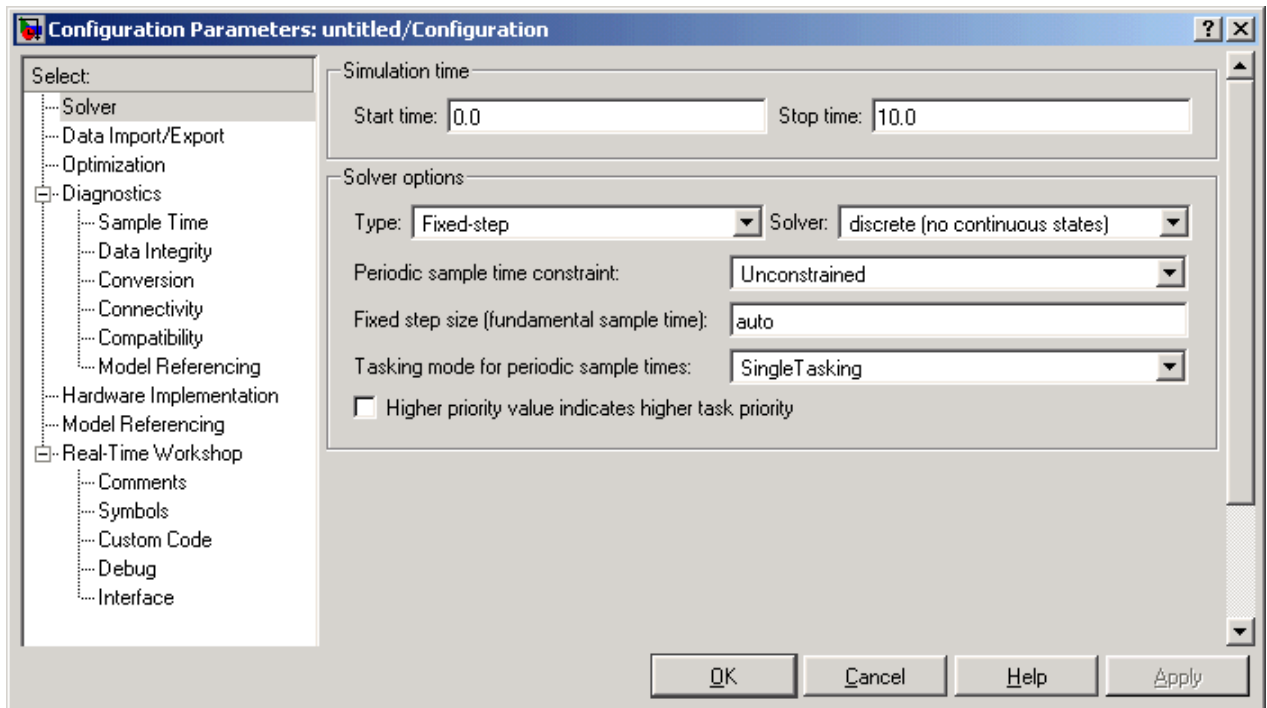 Configuration Parameters: untitled/Configuration
Select:
Solver
Data Import/Export
Optimization
Diagnostics
Sample Time
Data Integrity
Conversion
Connectivity
Compatibility
Model Referencing
Hardware Implementation
Model Referencing
Real-Time Workshop
Comments
Symbols
Custom Code
Debug
Interface
Simulation time
Start time: 0.0 Stop time: 10.0
Solver options
Type: Fixed-step Solver: discrete (no continuous states)
Periodic sample time constraint: Unconstrained
Fixed step size (fundamental sample time): auto
Tasking mode for periodic sample times: SingleTasking
Higher priority value indicates higher task priority
OK Cancel Help Apply